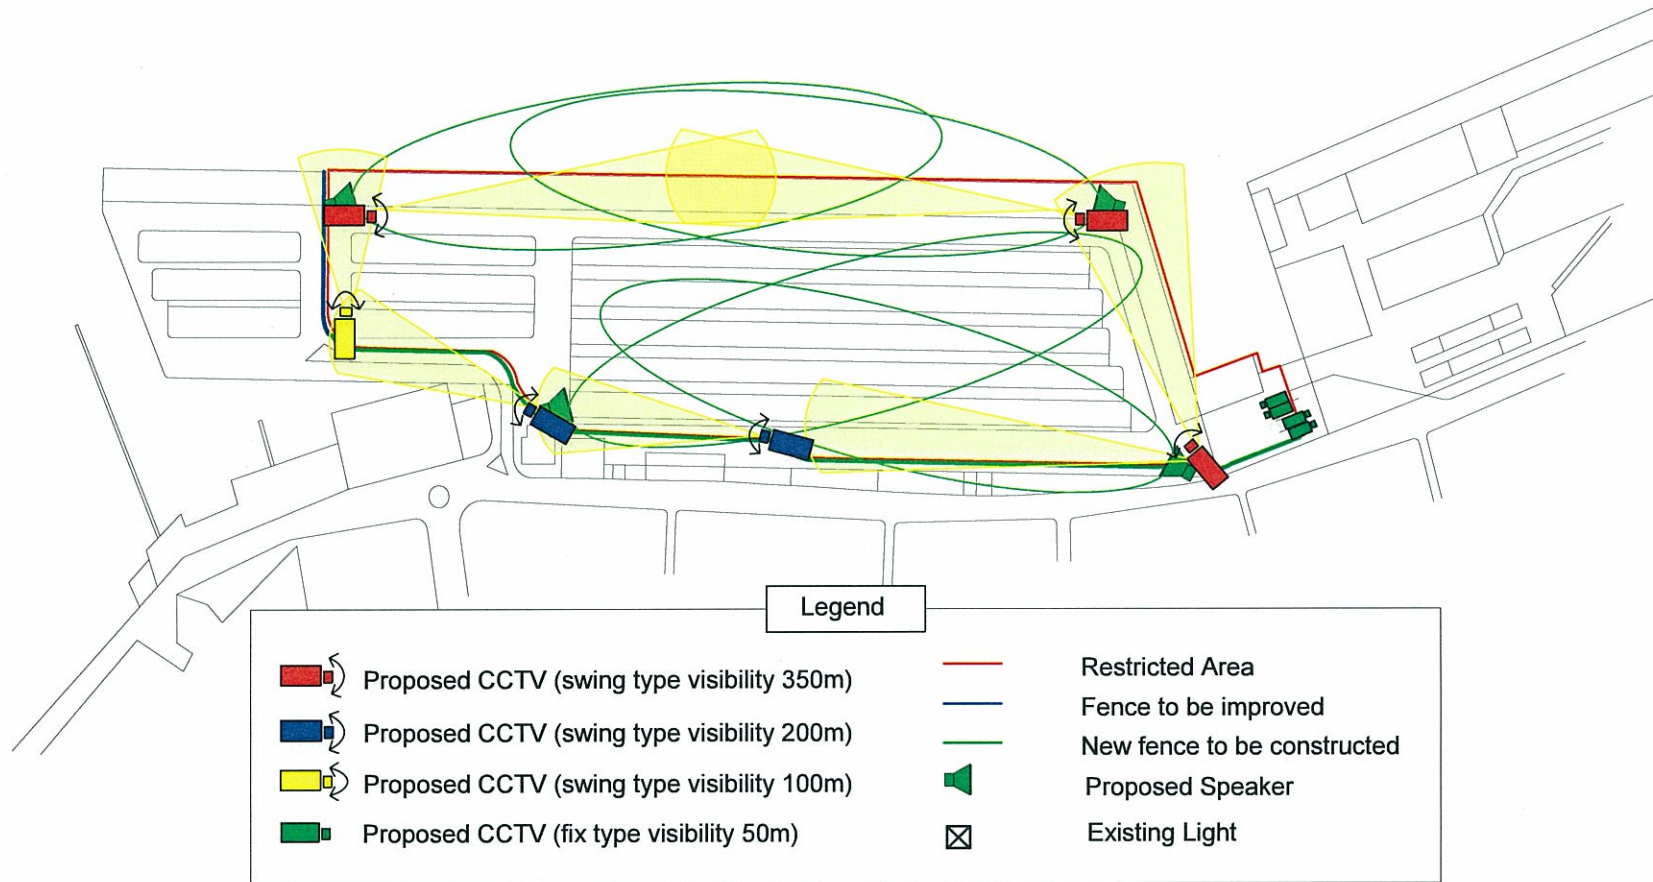 Legend
Proposed CCTV (swing type visibility 350m)
Proposed CCTV (swing type visibility 200m)
Proposed CCTV (swing type visibility 100m)
Proposed CCTV (fix type visibility 50m)
Restricted Area
Fence to be improved
New fence to be constructed
Proposed Speaker
Existing Light